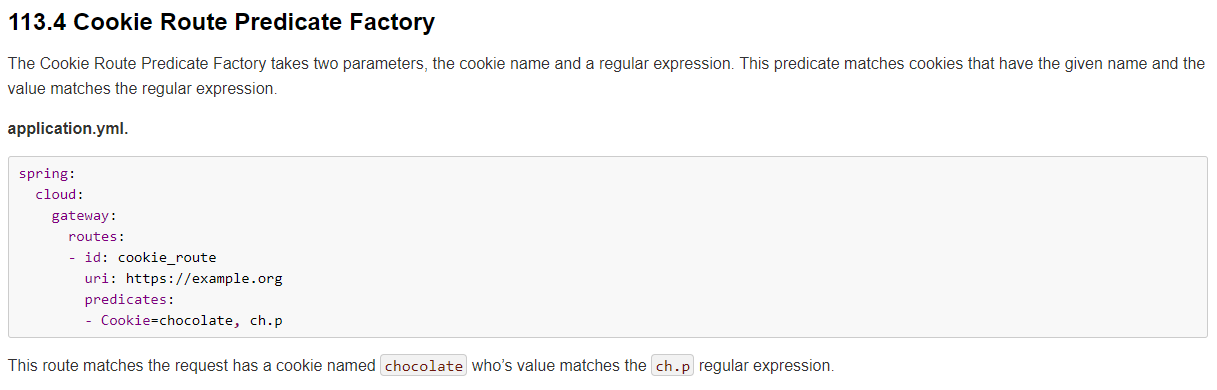 113.4 Cookie Route Predicate Factory
The Cookie Route Predicate Factory takes two parameters, the cookie name and a regular expression. This predicate matches cookies that have the given name and the
value matches the regular expression.
application.yml.
spring:
  cloud:
    gateway:
      routes:
      - id: cookie_route
        uri: https://example.org
        predicates:
        - Cookie=chocolate, ch.p
This route matches the request has a cookie named chocolate who’s value matches the ch.p regular expression.